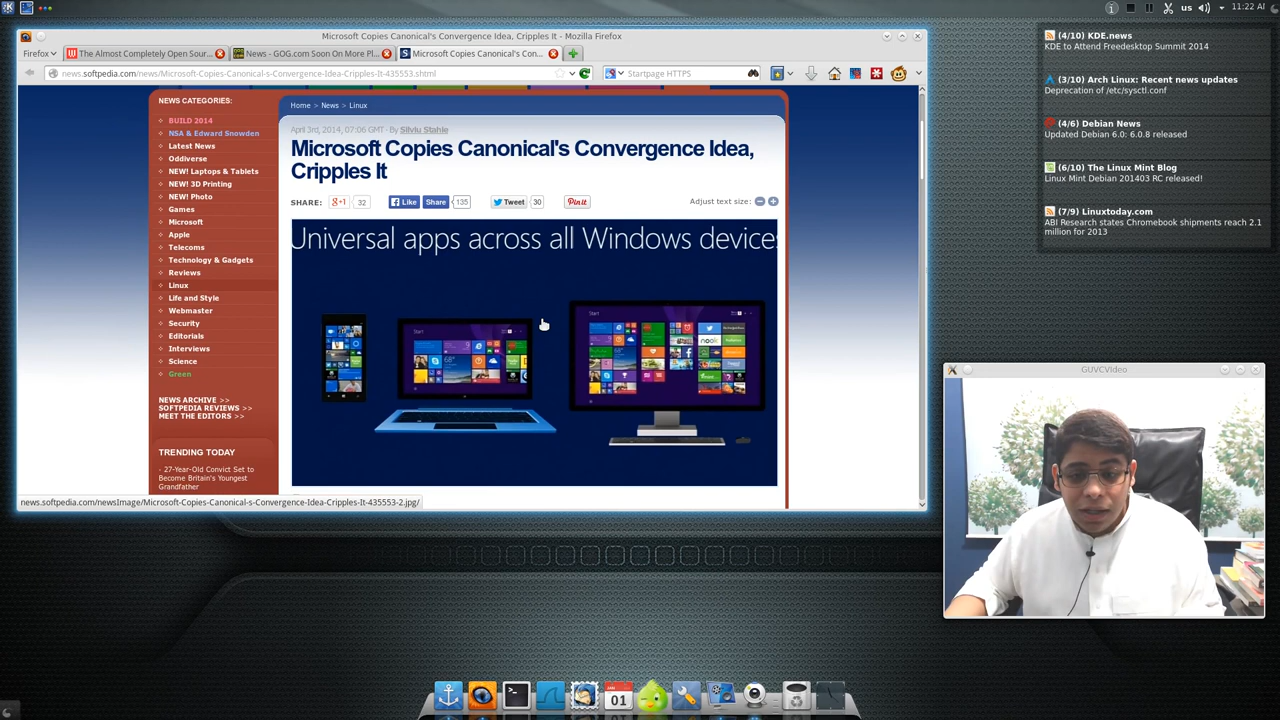 us
11:22 AM
Microsoft Copies Canonical's Convergence Idea, Cripples It - Mozilla Firefox
Firefox
The Almost Completely Open Sour...
News - GOG.com Soon On More Pl...
Microsoft Copies Canonical's Con...
news.softpedia.com/news/Microsoft-Copies-Canonical-s-Convergence-Idea-Cripples-It-435553.shtml
Startpage HTTPS
NEWS CATEGORIES:
BUILD 2014
NSA & Edward Snowden
Latest News
Oddiverse
NEW! Laptops & Tablets
NEW! 3D Printing
NEW! Photo
Games
Microsoft
Apple
Telecoms
Technology & Gadgets
Reviews
Linux
Life and Style
Webmaster
Security
Editorials
Interviews
Science
Green
NEWS ARCHIVE >>
SOFTPEDIA REVIEWS >>
MEET THE EDITORS >>
TRENDING TODAY
- 27-Year-Old Convict Set to
Become Britain's Youngest
Grandfather
Home > News > Linux
April 3rd, 2014, 07:06 GMT · By Silviu Stahie
Microsoft Copies Canonical's Convergence Idea,
Cripples It
SHARE: +1 32 Like Share 135 Tweet 30 Pin it Adjust text size:
Universal apps across all Windows devices
Start
Start
nook
news.softpedia.com/newsImage/Microsoft-Copies-Canonical-s-Convergence-Idea-Cripples-It-435553-2.jpg/
(4/10) KDE.news
KDE to Attend Freedesktop Summit 2014
(3/10) Arch Linux: Recent news updates
Deprecation of /etc/sysctl.conf
(4/6) Debian News
Updated Debian 6.0: 6.0.8 released
(6/10) The Linux Mint Blog
Linux Mint Debian 201403 RC released!
(7/9) Linuxtoday.com
ABI Research states Chromebook shipments reach 2.1
million for 2013
GUVCVideo
JAN
01